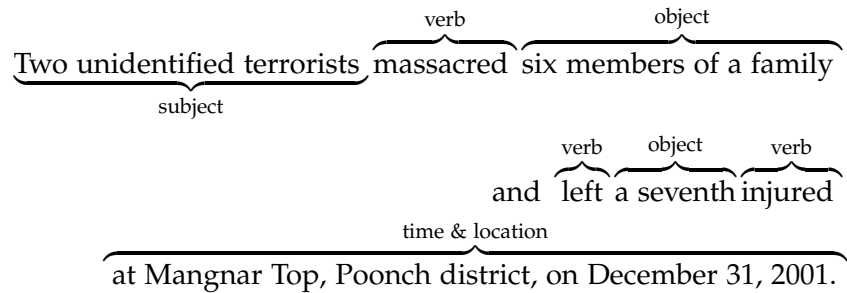 verb object
Two unidentified terrorists massacred six members of a family
subject
verb object verb
and left a seventh injured
time & location
at Mangnar Top, Poonch district, on December 31, 2001.